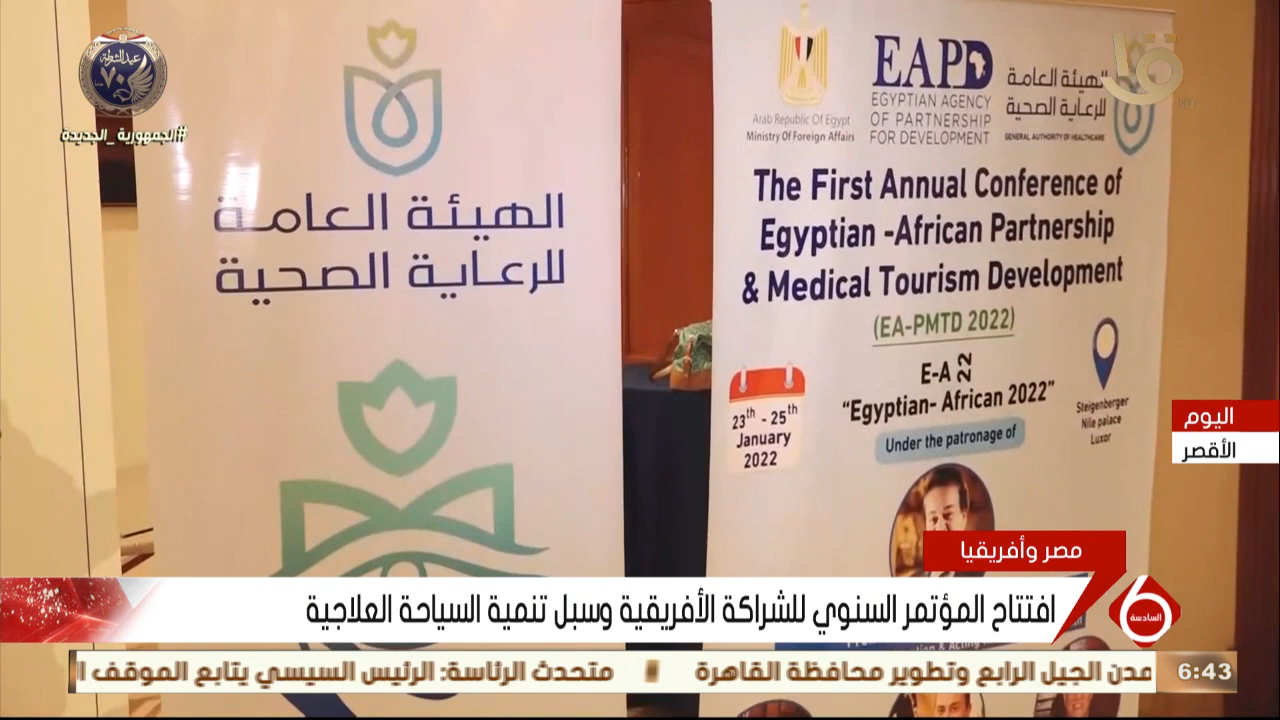 عيد الشرطة
٧٠
#الجمهورية_الجديدة
الهيئة العامة
للرعاية الصحية
Arab Republic Of Egypt
Ministry Of Foreign Affairs
EAPD
EGYPTIAN AGENCY
OF PARTNERSHIP
FOR DEVELOPMENT
الهيئة العامة
للرعاية الصحية
GENERAL AUTHORITY OF HEALTHCARE
The First Annual Conference of
Egyptian -African Partnership
& Medical Tourism Development
(EA-PMTD 2022)
E-A 22
“Egyptian- African 2022”
23th - 25th
January
2022
Steigenberger
Nile palace
Luxor
Under the patronage of
اليوم
الأقصر
مصر وأفريقيا
السادسة
6
افتتاح المؤتمر السنوي للشراكة الأفريقية وسبل تنمية السياحة العلاجية
مدن الجيل الرابع وتطوير محافظة القاهرة
متحدث الرئاسة: الرئيس السيسي يتابع الموقف ا
6:43